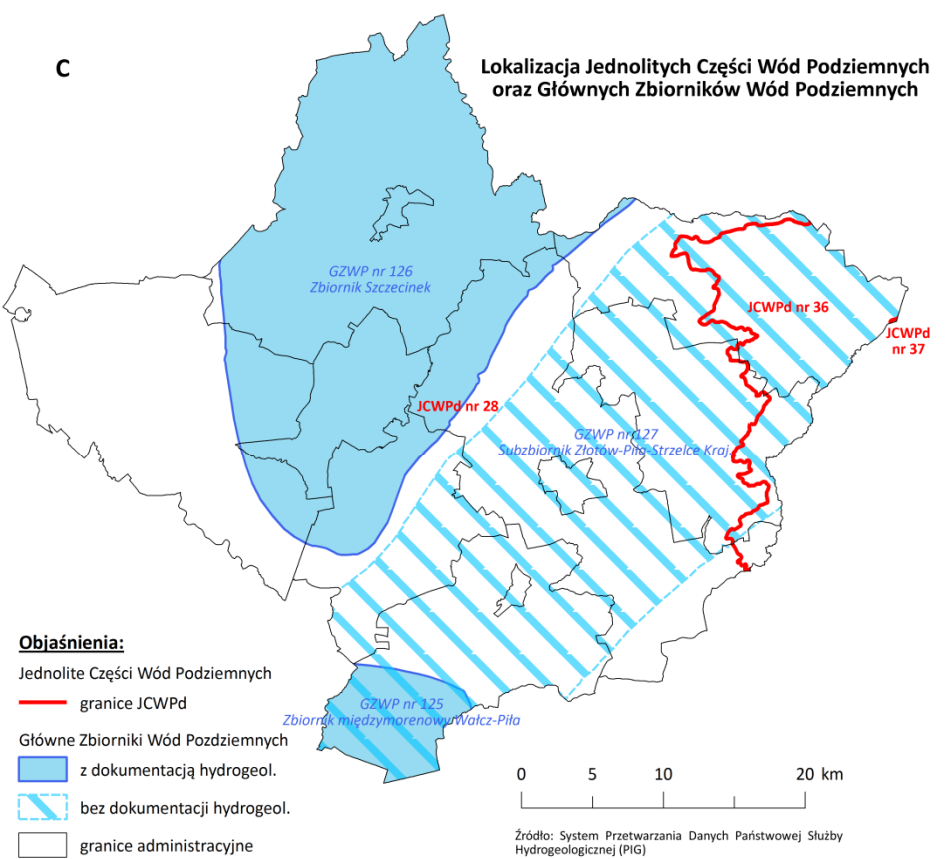 C
Lokalizacja Jednolitych Części Wód Podziemnych
oraz Głównych Zbiorników Wód Podziemnych
GZWP nr 126
Zbiornik Szczecinek
JCWPd nr 36
JCWPd
nr 37
JCWPd nr 28
GZWP nr 127
Subzbiornik Złotów-Piła-Strzelce Kraj.
GZWP nr 125
Zbiornik międzymorenowy Wałcz-Piła
Objaśnienia:
Jednolite Części Wód Podziemnych
granice JCWPd
Główne Zbiorniki Wód Pozdziemnych
z dokumentacją hydrogeol.
bez dokumentacji hydrogeol.
granice administracyjne
0 5 10 20 km
Źródło: System Przetwarzania Danych Państwowej Służby
Hydrogeologicznej (PIG)